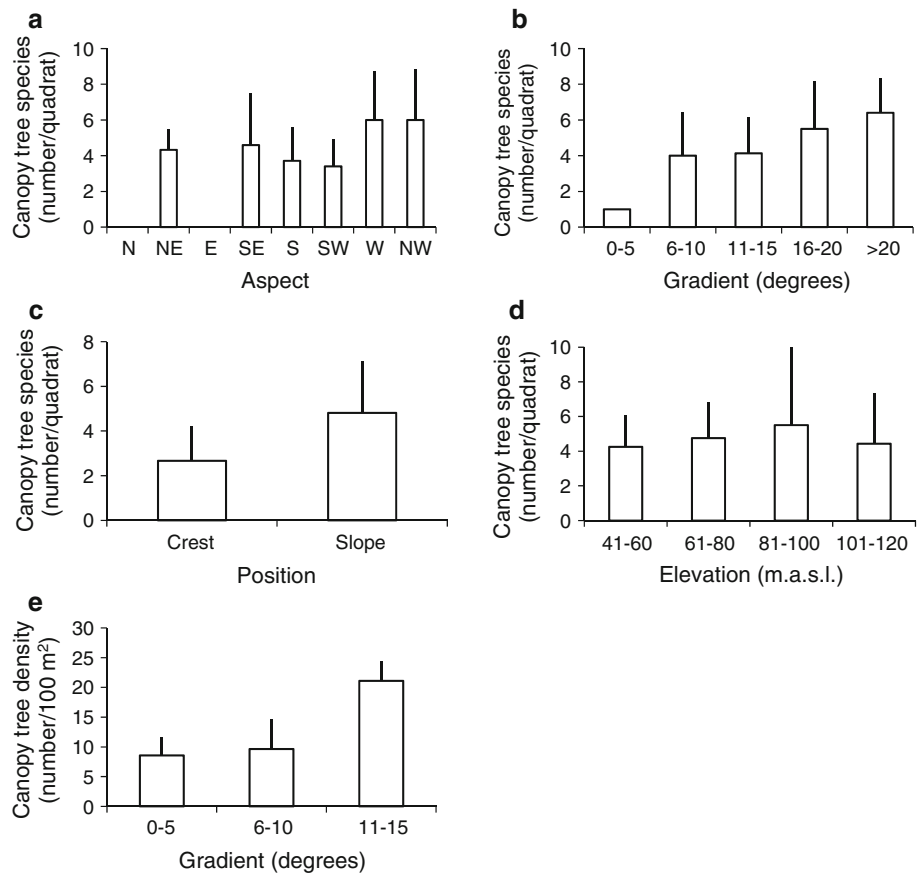 a
Canopy tree species
(number/quadrat)
10
8
6
4
2
0
N NE E SE S SW W NW
Aspect
b
Canopy tree species
(number/quadrat)
10
8
6
4
2
0
0-5 6-10 11-15 16-20 >20
Gradient (degrees)
c
Canopy tree species
(number/quadrat)
8
6
4
2
0
Crest Slope
Position
d
Canopy tree species
(number/quadrat)
10
8
6
4
2
0
41-60 61-80 81-100 101-120
Elevation (m.a.s.l.)
e
Canopy tree density
(number/100 m²)
30
25
20
15
10
5
0
0-5 6-10 11-15
Gradient (degrees)